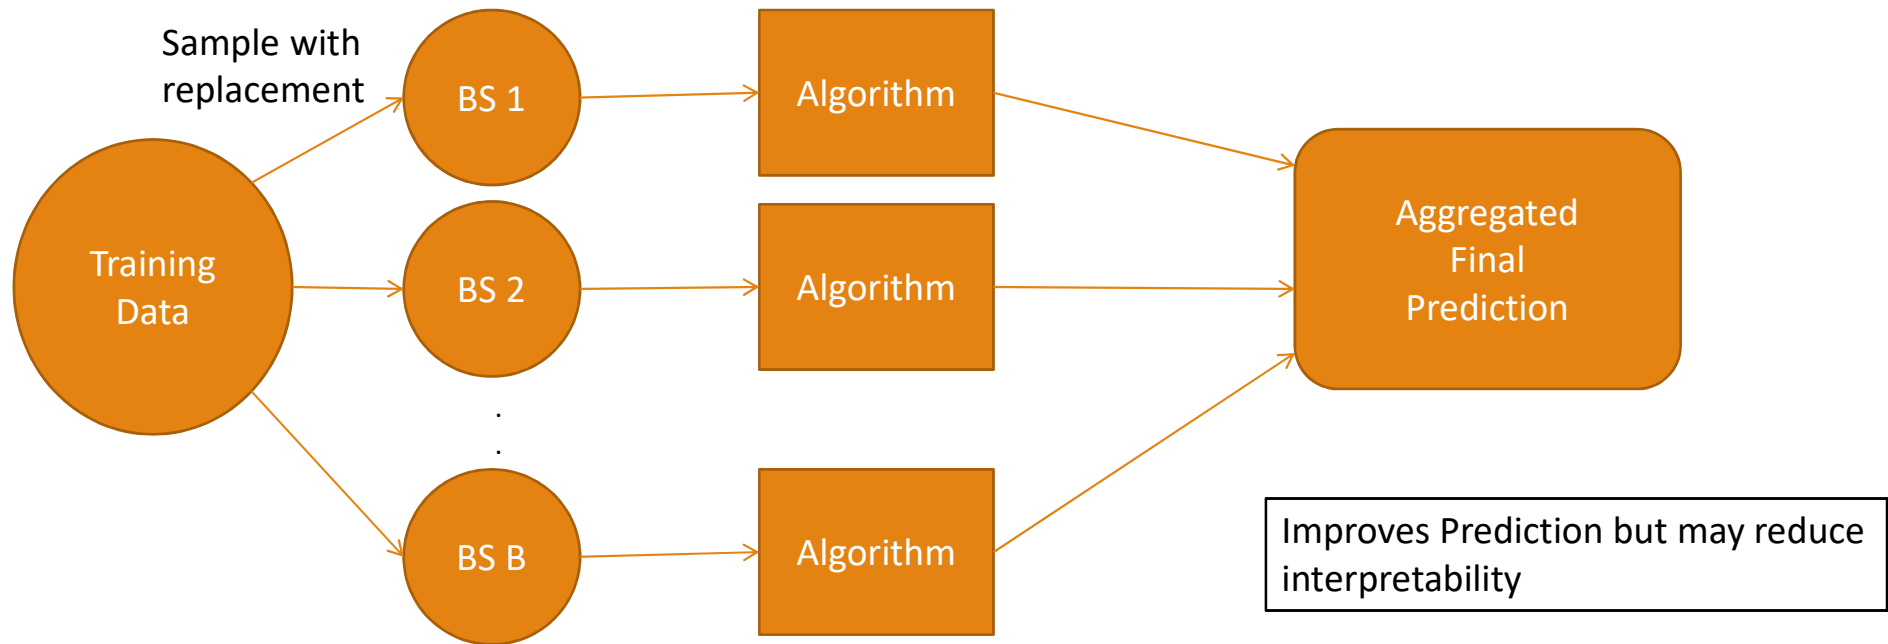 Sample with
replacement
BS 1
Algorithm
Training
Data
BS 2
Algorithm
Aggregated
Final
Prediction
.
.
BS B
Algorithm
Improves Prediction but may reduce
interpretability